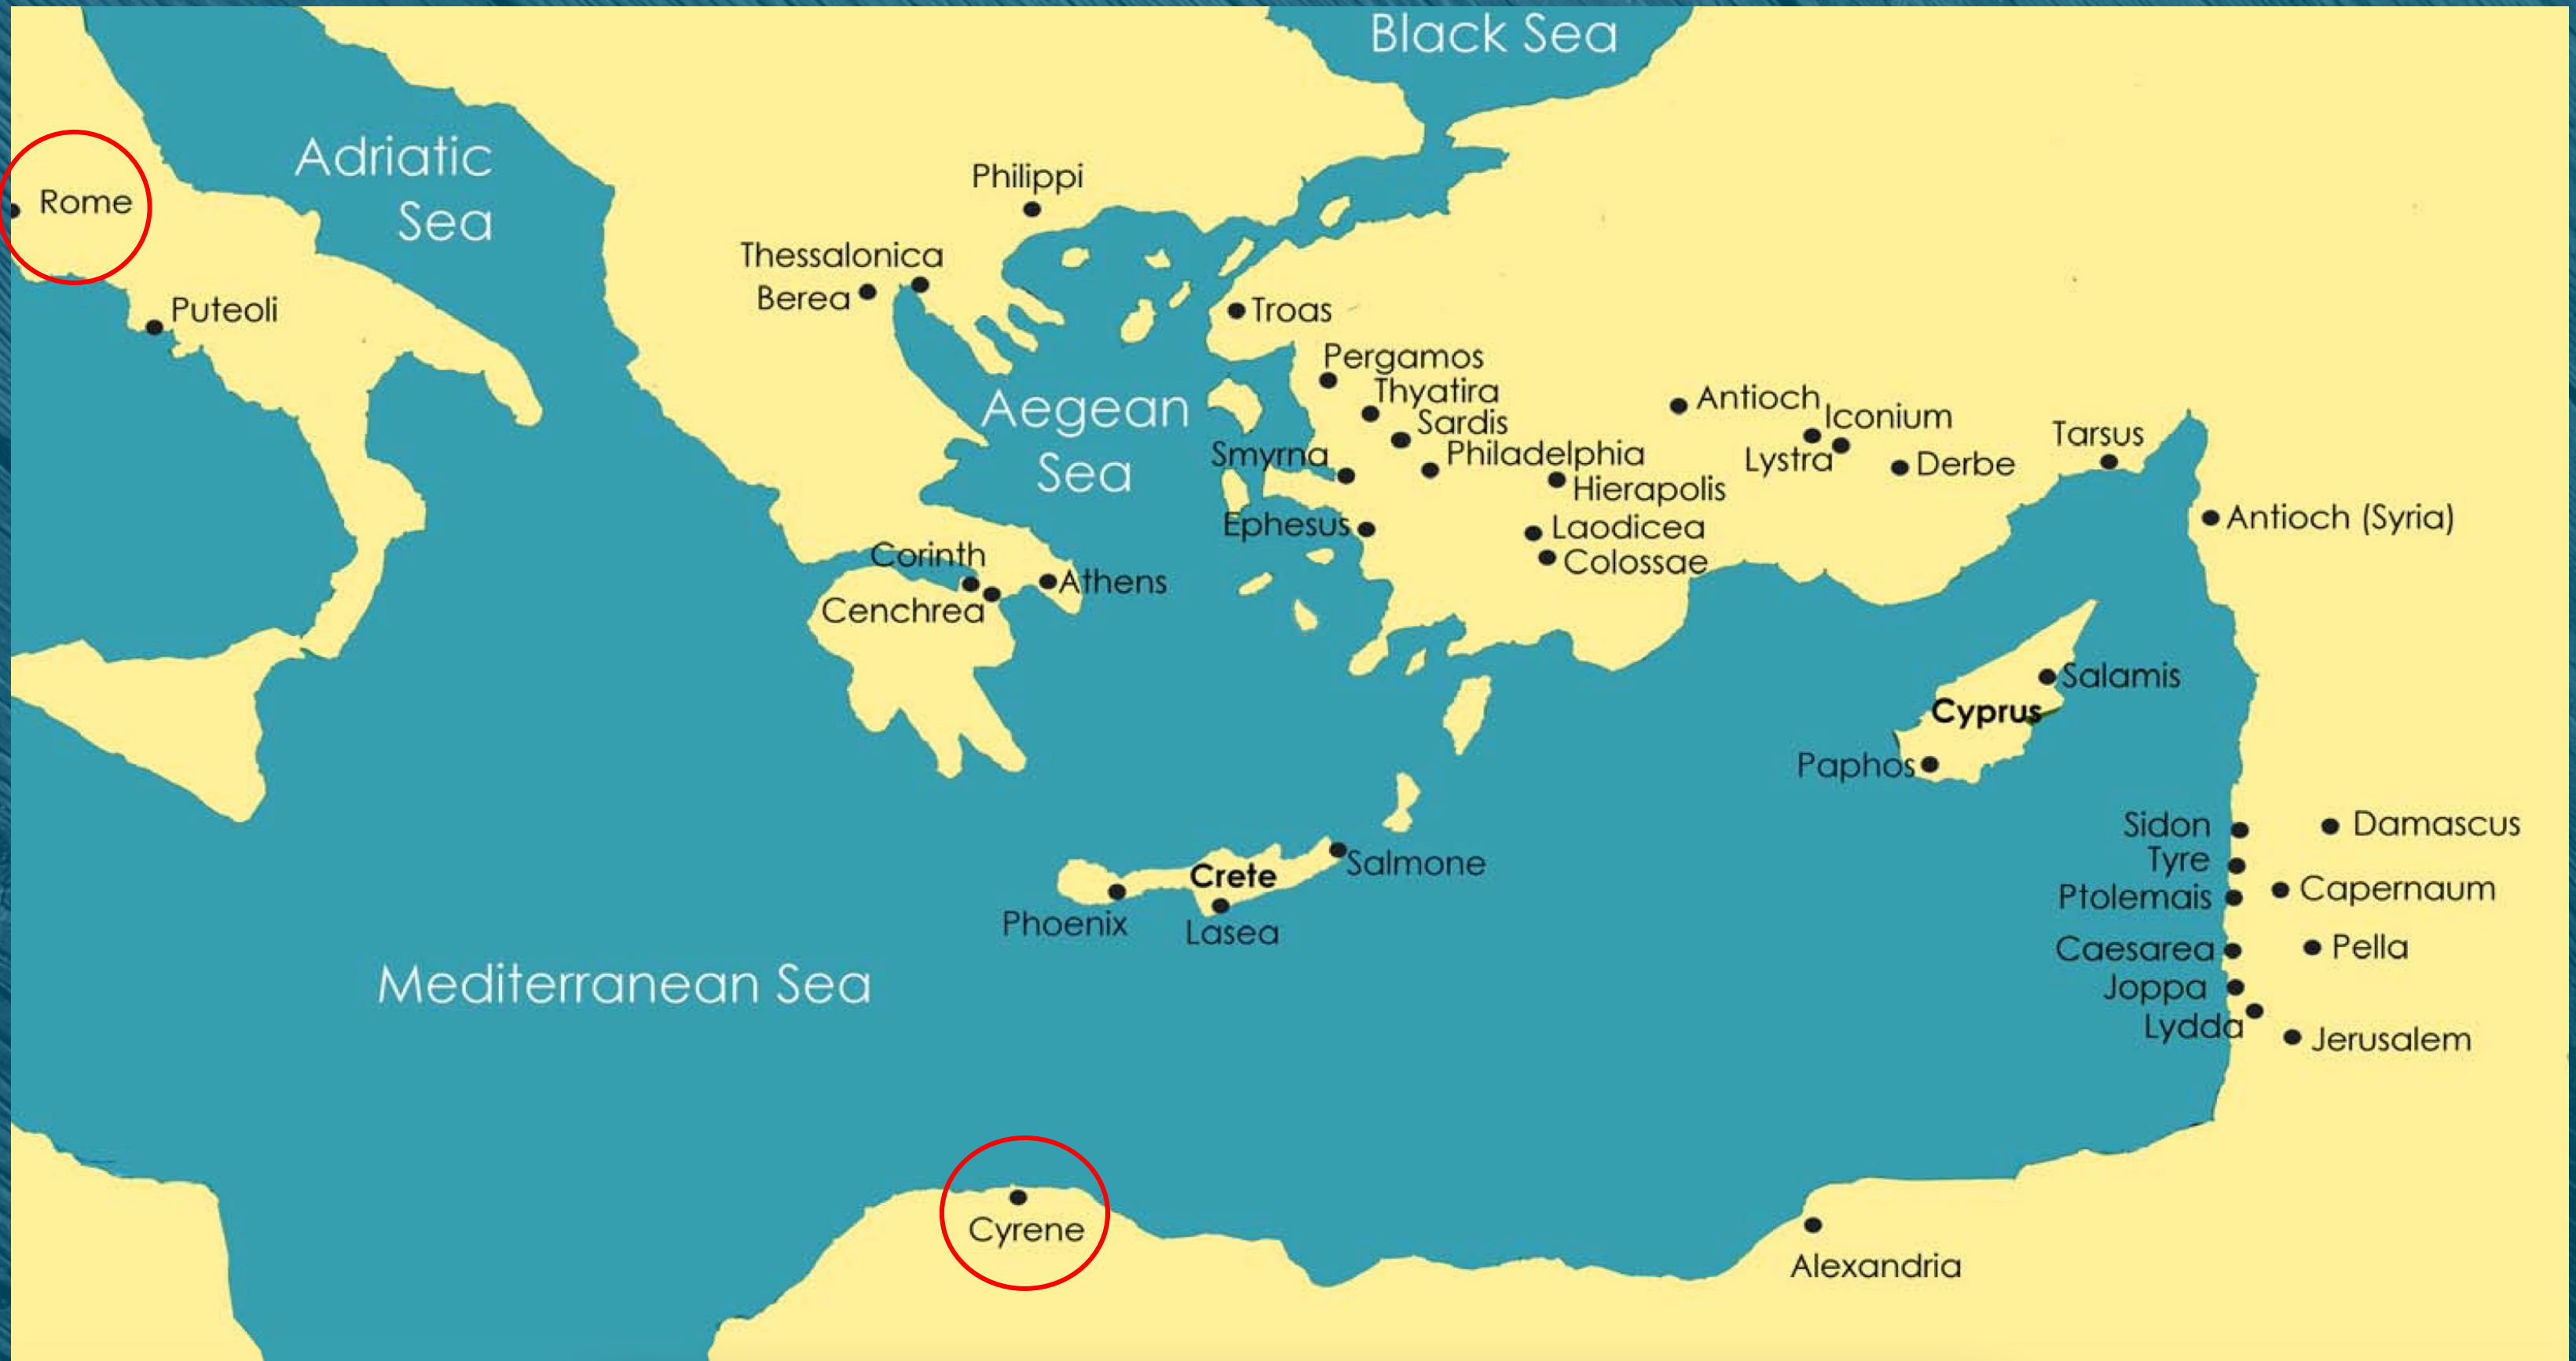 Black Sea
Adriatic
Sea
Rome
Philippi
Thessalonica
Berea
Puteoli
Troas
Pergamos
Thyatira
Sardis
Aegean
Sea
Smyrna
Philadelphia
Hierapolis
Antioch
Iconium
Lystra
Derbe
Tarsus
Ephesus
Laodicea
Colossae
Antioch (Syria)
Corinth
Athens
Cenchrea
Salamis
Cyprus
Paphos
Sidon
Damascus
Tyre
Crete
Salmone
Ptolemais
Capernaum
Phoenix
Lasea
Caesarea
Pella
Mediterranean Sea
Joppa
Lydda
Jerusalem
Cyrene
Alexandria